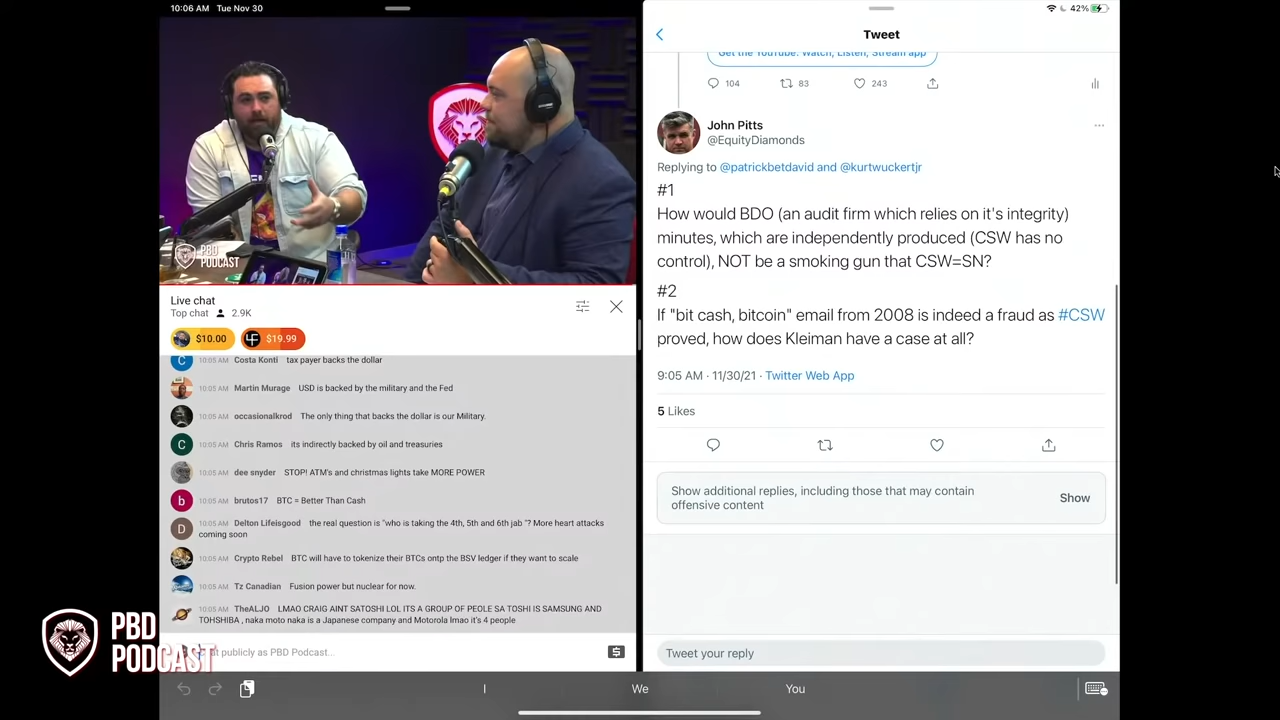 10:06 AM Tue Nov 30
42%
PBD
PODCAST
Live chat
Top chat 2.9K
$10.00 $19.99
10:05 AM Costa Konti tax payer backs the dollar
10:05 AM Martin Murage USD is backed by the military and the Fed
10:05 AM occasionalkrod The only thing that backs the dollar is our Military.
10:05 AM Chris Ramos its indirectly backed by oil and treasuries
10:05 AM dee snyder STOP! ATM's and christmas lights take MORE POWER
10:05 AM brutos17 BTC = Better Than Cash
10:05 AM Delton Lifeisgood the real question is "who is taking the 4th, 5th and 6th jab "? More heart attacks
coming soon
10:05 AM Crypto Rebel BTC will have to tokenize their BTCs ontp the BSV ledger if they want to scale
10:05 AM Tz Canadian Fusion power but nuclear for now.
10:05 AM TheALJO LMAO CRAIG AINT SATOSHI LOL ITS A GROUP OF PEOLE SA TOSHI IS SAMSUNG AND
TOHSHIBA , naka moto naka is a Japanese company and Motorola lmao it's 4 people
publicly as PBD Podcast...
PBD
PODCAST
Tweet
Get the YouTube: Watch, Listen, Stream app
104 83 243
John Pitts
@EquityDiamonds
Replying to @patrickbetdavid and @kurtwuckertjr
#1
How would BDO (an audit firm which relies on it's integrity)
minutes, which are independently produced (CSW has no
control), NOT be a smoking gun that CSW=SN?
#2
If "bit cash, bitcoin" email from 2008 is indeed a fraud as #CSW
proved, how does Kleiman have a case at all?
9:05 AM · 11/30/21 · Twitter Web App
5 Likes
Show additional replies, including those that may contain
offensive content
Show
Tweet your reply
I We You